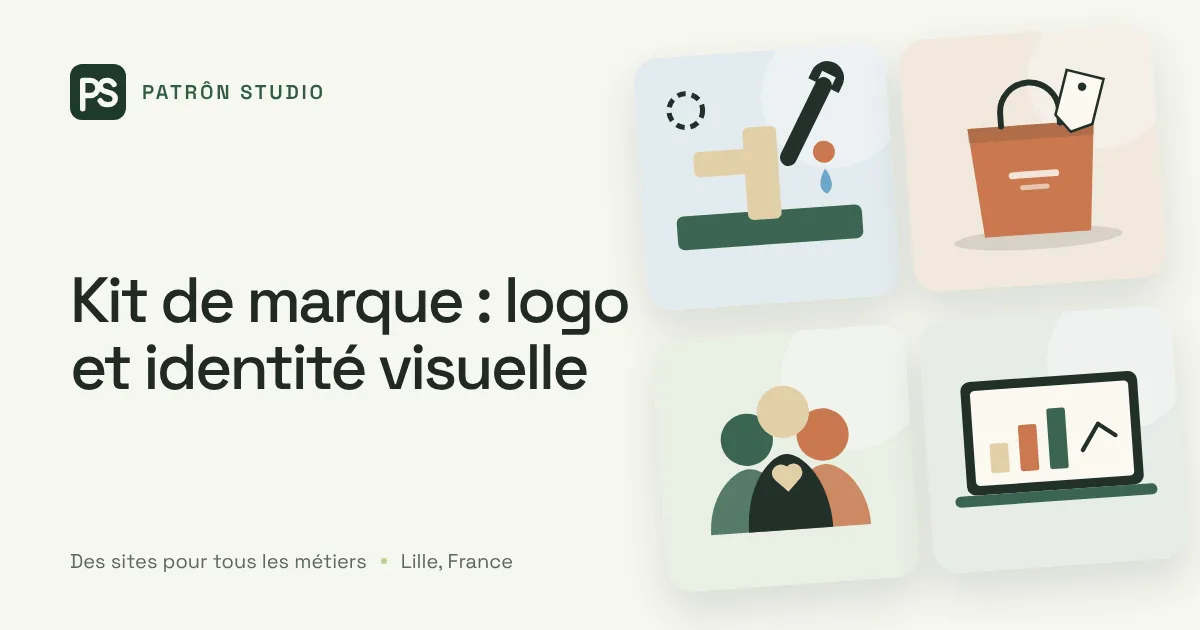 PS
PATRÔN STUDIO
Kit de marque : logo
et identité visuelle
Des sites pour tous les métiers • Lille, France